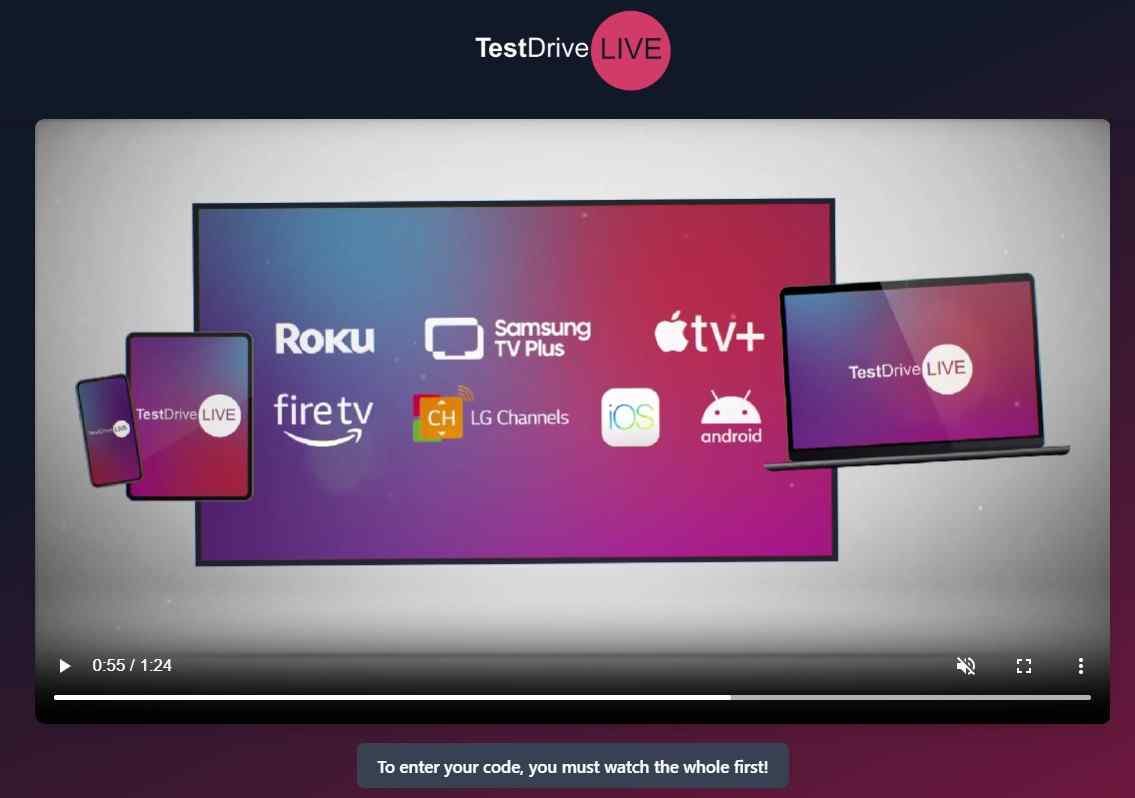 TestDrive LIVE
Roku
Samsung
TV Plus
tv+
fire tv
CH LG Channels
iOS
android
TestDrive LIVE
TestDrive LIVE
TestDrive LIVE
0:55 / 1:24
To enter your code, you must watch the whole first!